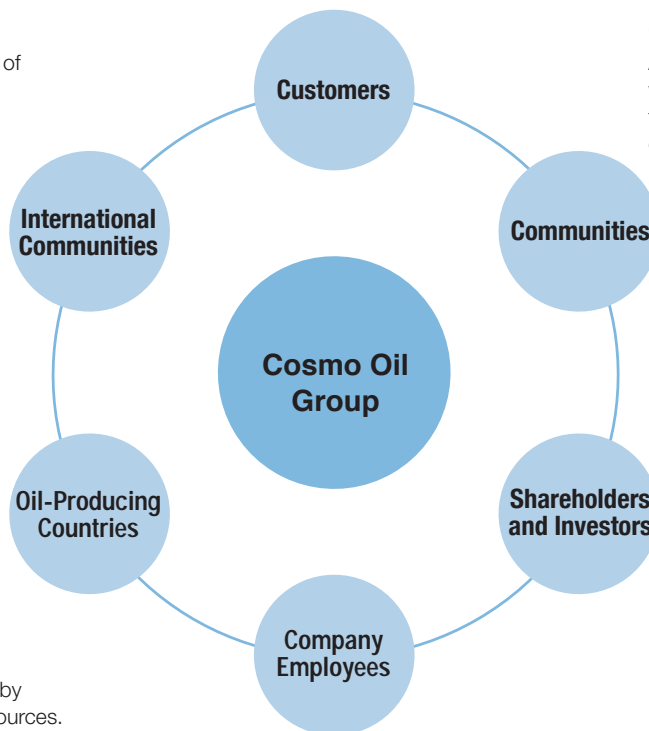 of
Customers
International
Communities
Communities
Cosmo Oil
Group
Oil-Producing
Countries
Shareholders
and Investors
Company
Employees
by
ources.